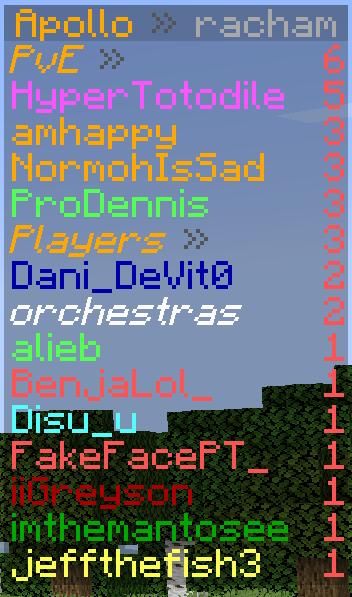 Apollo » racham
PvE » 6
HyperTotodile 5
amhappy 3
NormohIsSad 3
ProDennis 3
Players » 3
Dani_DeVit0 2
orchestras 2
alieb 1
BenjaLol_ 1
Disu_u 1
FakeFacePT_ 1
iiGreyson 1
imthemantosee 1
jeffthefish3 1